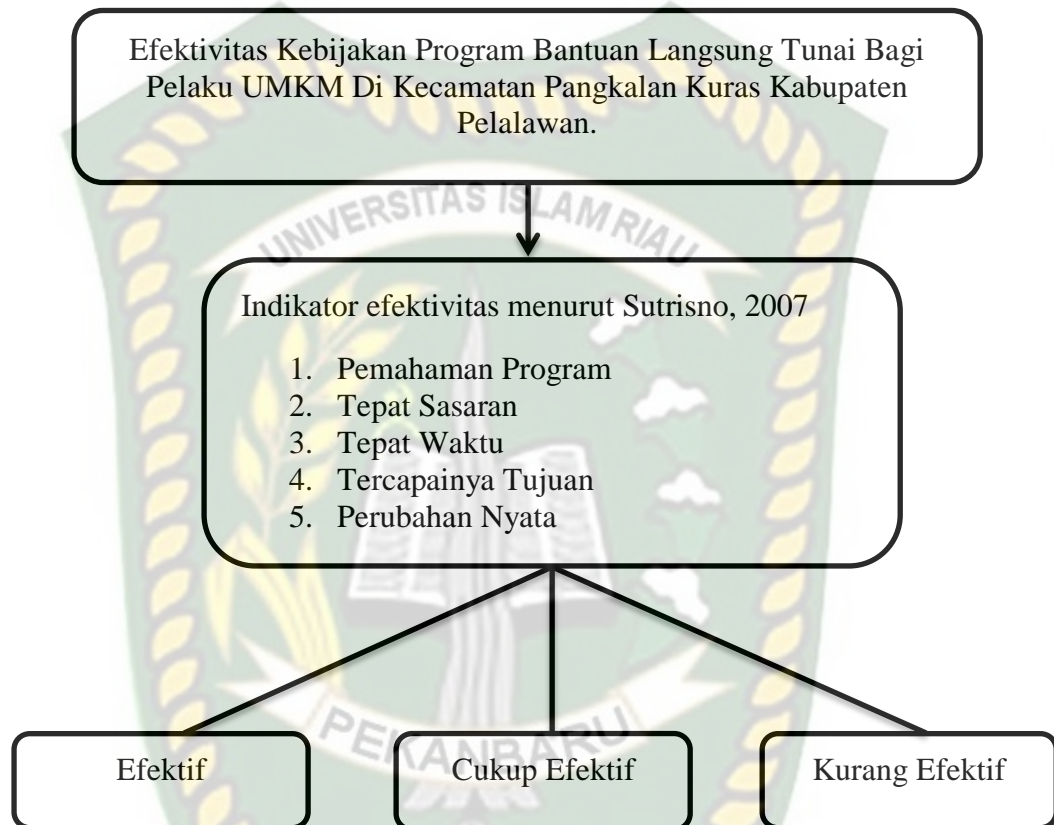 Efektivitas Kebijakan Program Bantuan Langsung Tunai Bagi
Pelaku UMKM Di Kecamatan Pangkalan Kuras Kabupaten
Pelalawan.
UNIVERSITAS ISLAM RIAU
Indikator efektivitas menurut Sutrisno, 2007
1. Pemahaman Program
2. Tepat Sasaran
3. Tepat Waktu
4. Tercapainya Tujuan
5. Perubahan Nyata
PEKANBARU
Efektif
Cukup Efektif
Kurang Efektif